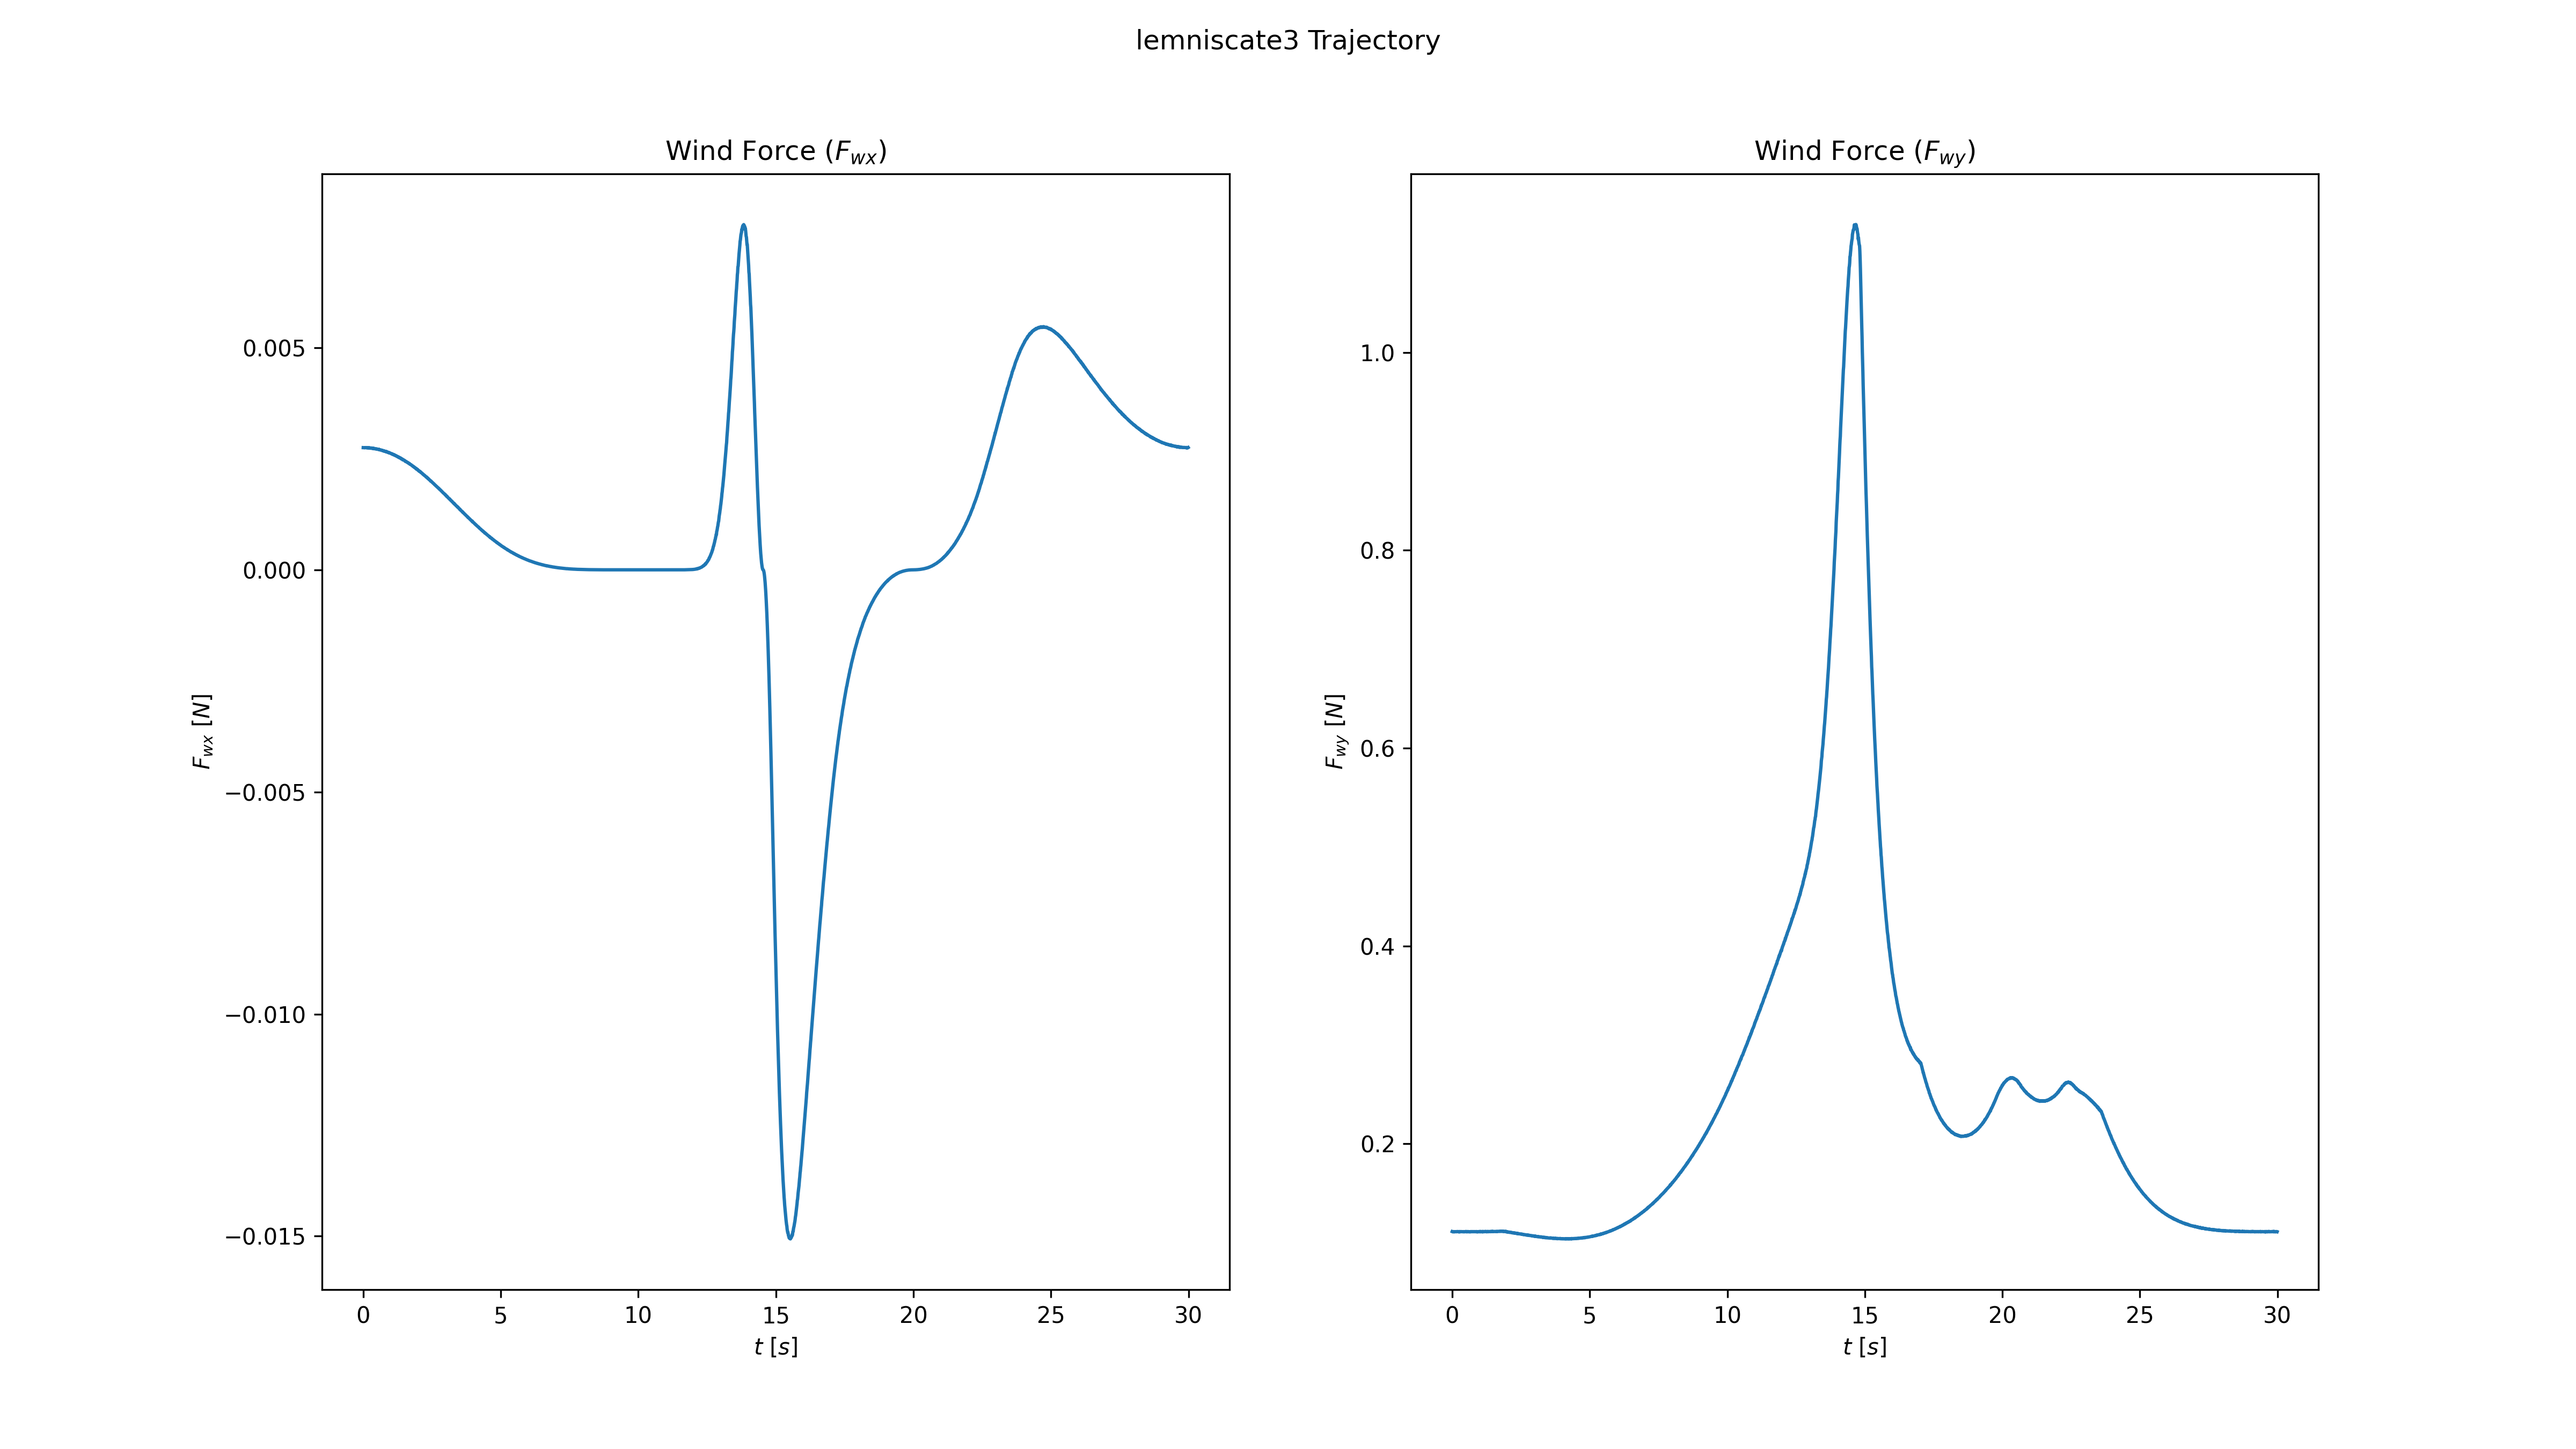 lemniscate3 Trajectory
Wind Force (F_wx)
0.005
0.000
−0.005
−0.010
−0.015
F_wx [N]
0 5 10 15 20 25 30
t [s]
Wind Force (F_wy)
1.0
0.8
0.6
0.4
0.2
F_wy [N]
0 5 10 15 20 25 30
t [s]